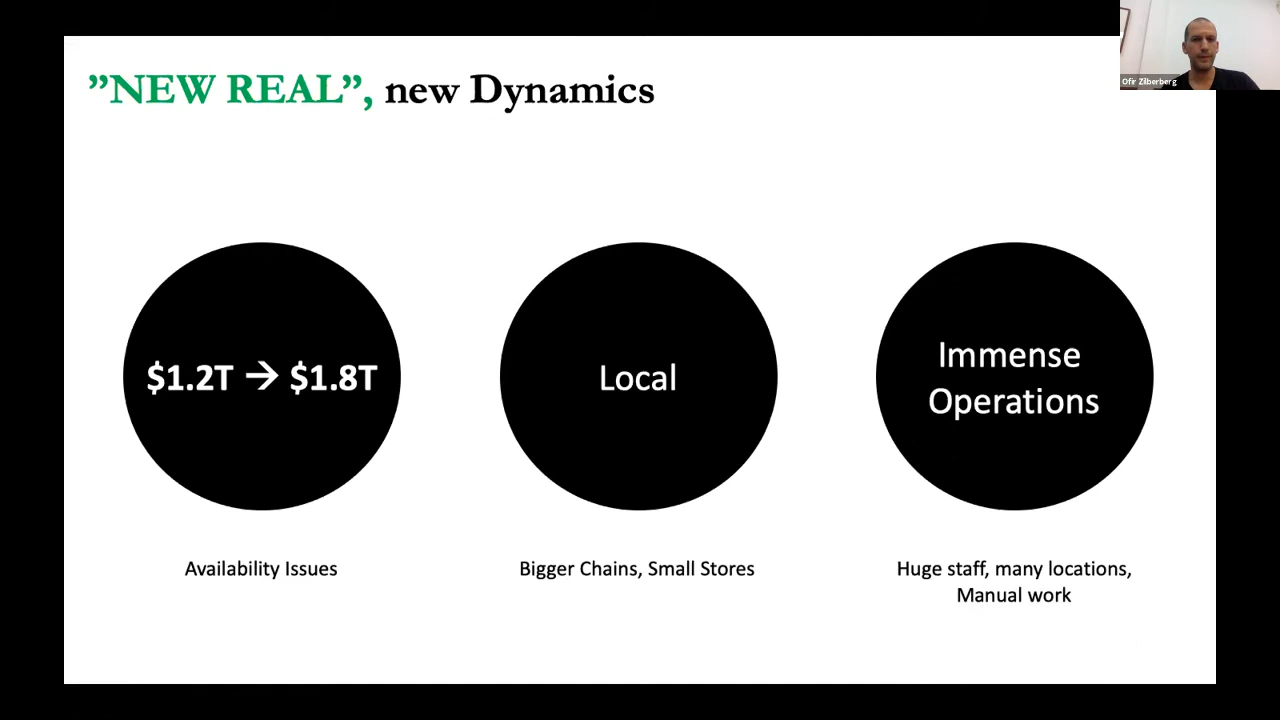 ”NEW REAL”, new Dynamics
Ofir Zilberberg
$1.2T → $1.8T
Local
Immense
Operations
Availability Issues
Bigger Chains, Small Stores
Huge staff, many locations,
Manual work